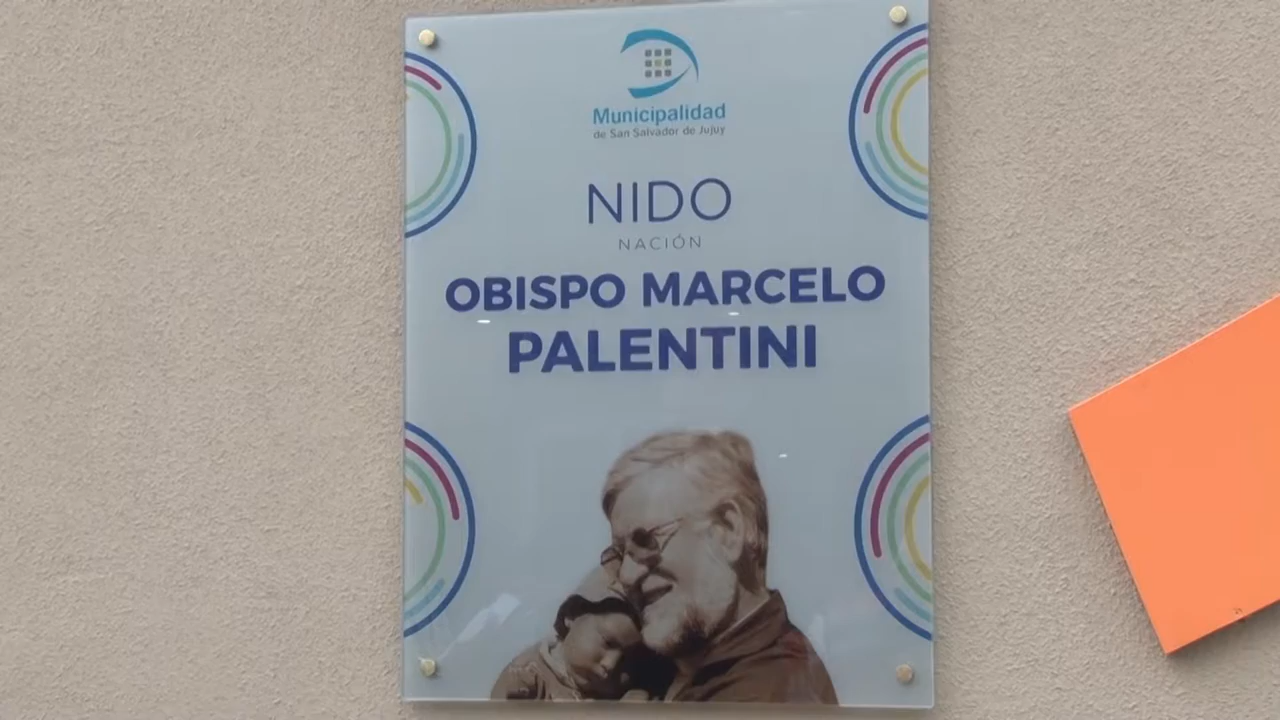 Municipalidad
de San Salvador de Jujuy
NIDO
NACIÓN
OBISPO MARCELO
PALENTINI